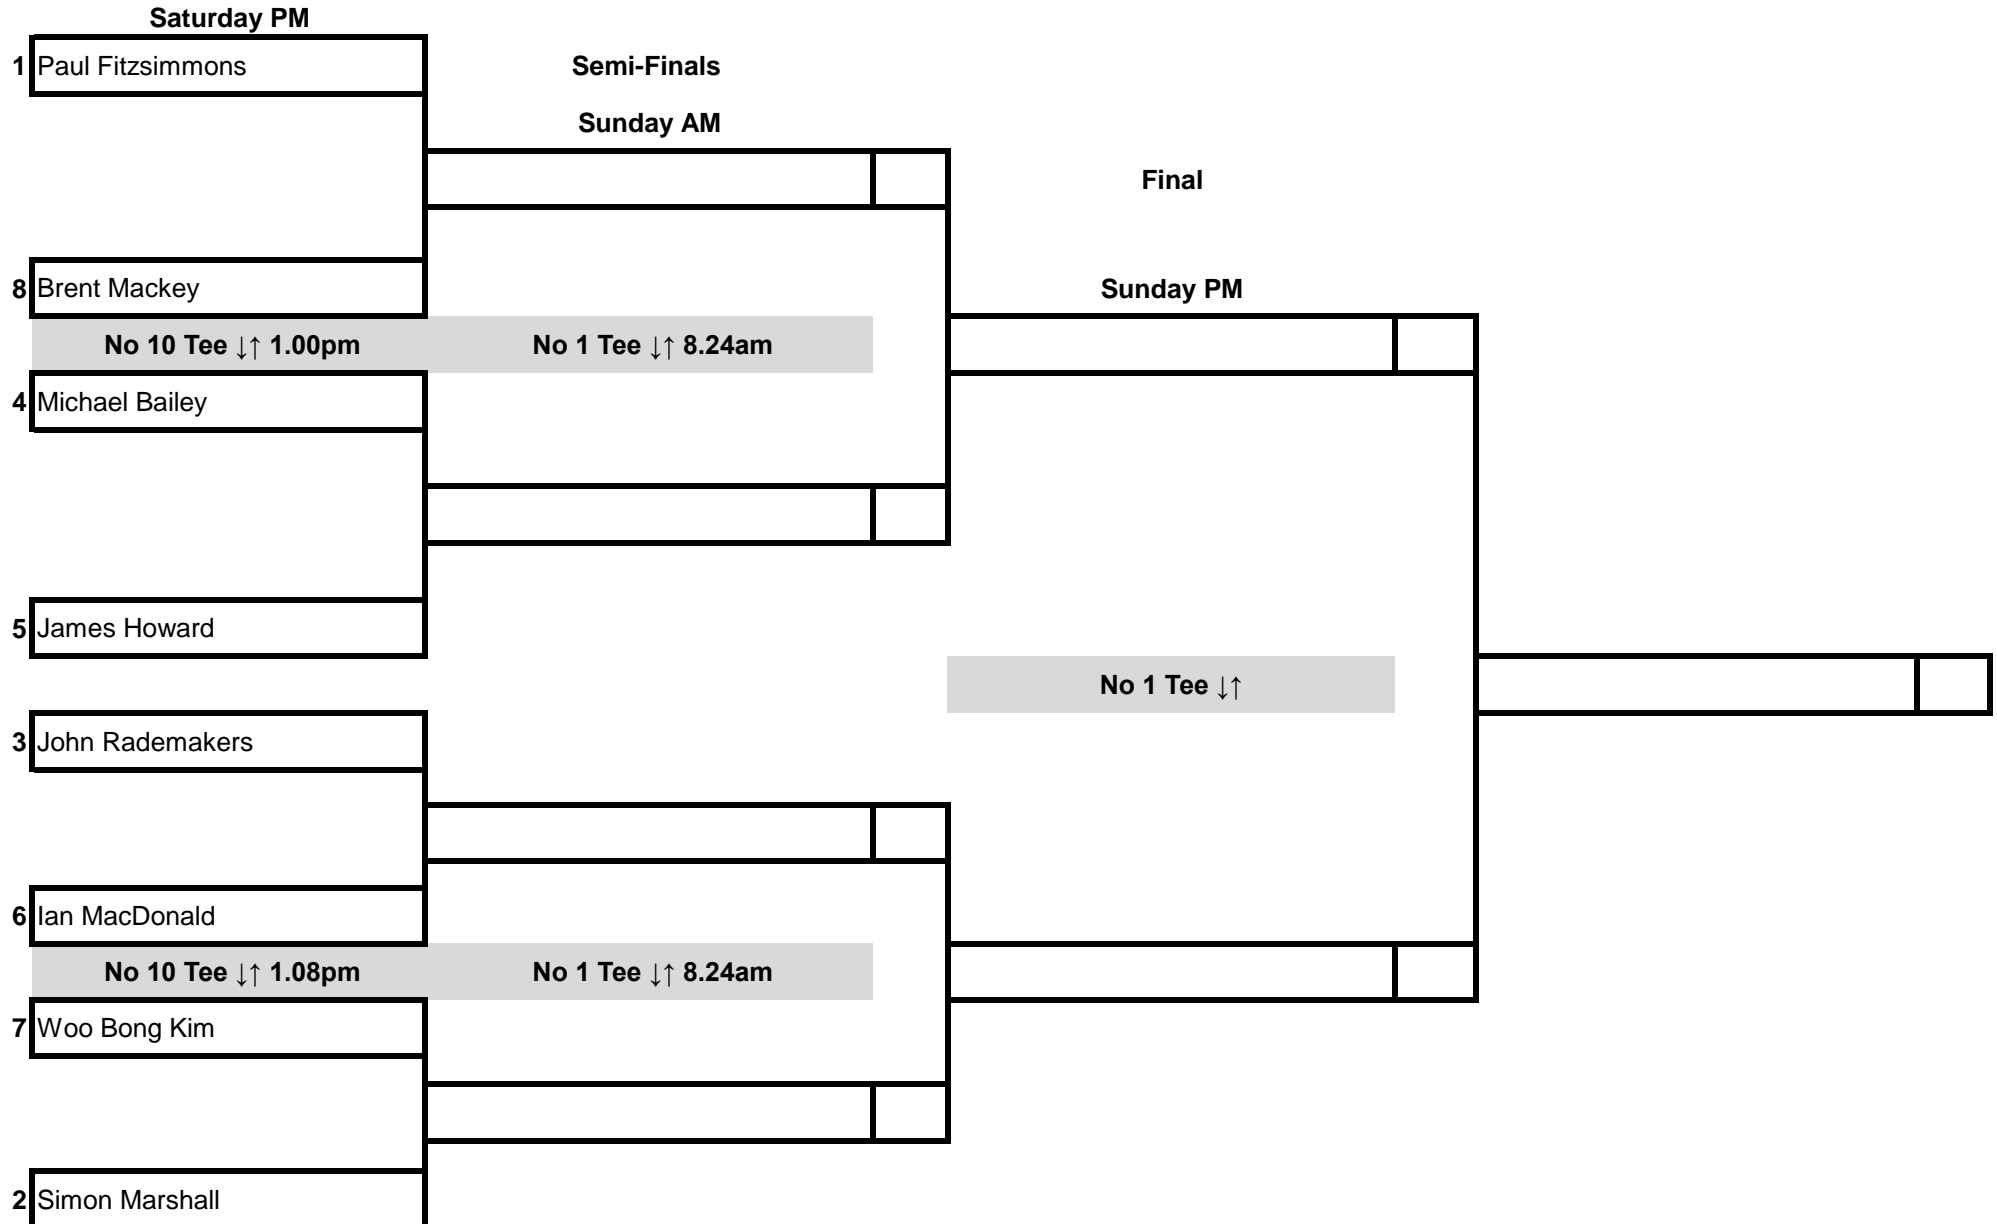 Saturday PM
1 Paul Fitzsimmons
Semi-Finals
Sunday AM
Final
8 Brent Mackey
Sunday PM
No 10 Tee ↓↑ 1.00pm
No 1 Tee ↓↑ 8.24am
4 Michael Bailey
5 James Howard
No 1 Tee ↓↑
3 John Rademakers
6 Ian MacDonald
No 10 Tee ↓↑ 1.08pm
No 1 Tee ↓↑ 8.24am
7 Woo Bong Kim
2 Simon Marshall